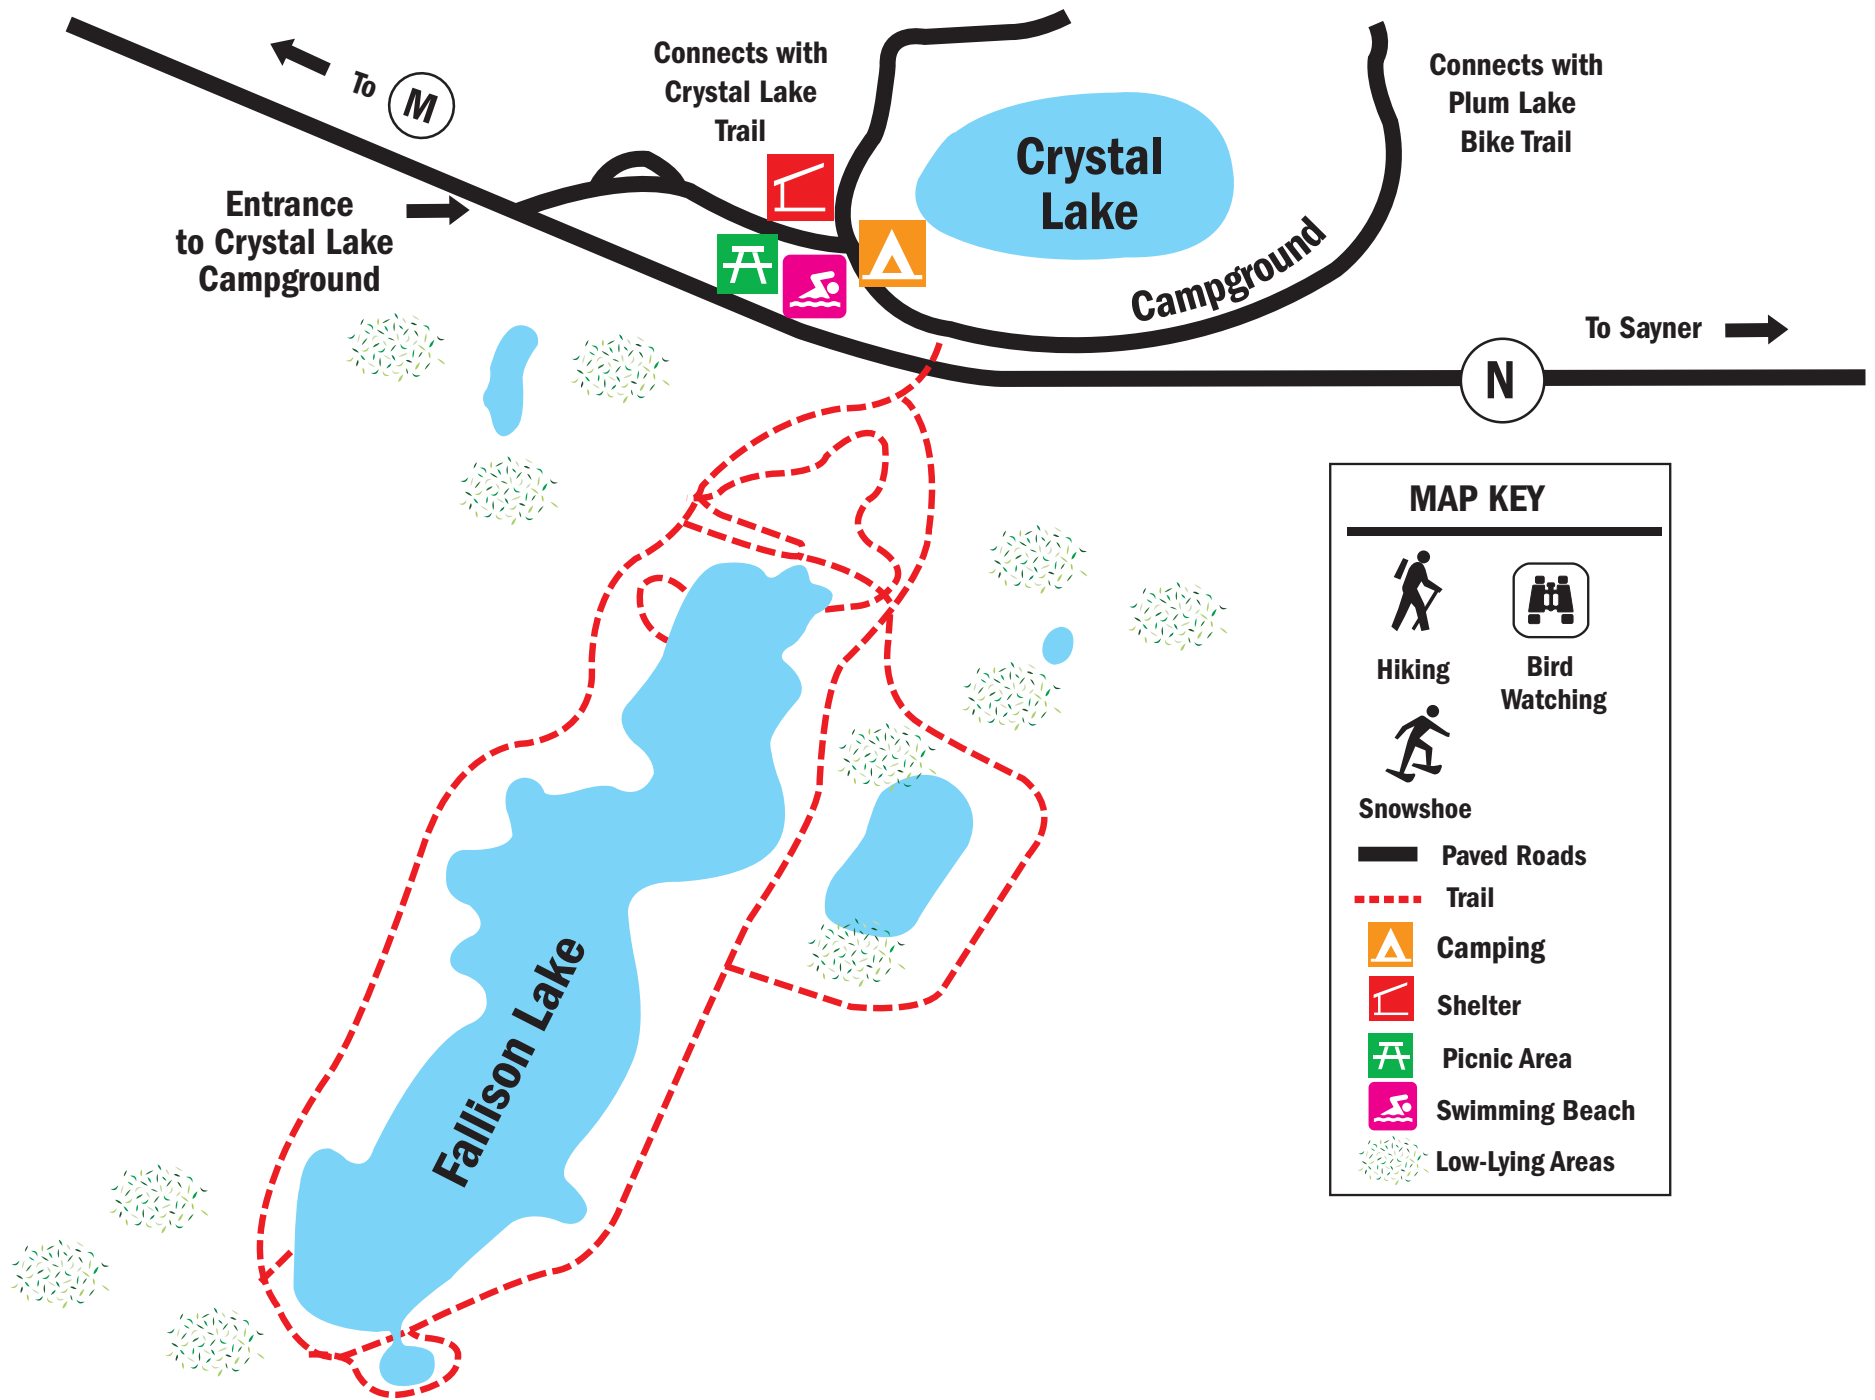 To M
Connects with
Crystal Lake
Trail
Connects with
Plum Lake
Bike Trail
Crystal
Lake
Entrance
to Crystal Lake
Campground
Campground
To Sayner
N
Fallison Lake
MAP KEY
Hiking
Bird
Watching
Snowshoe
Paved Roads
Trail
Camping
Shelter
Picnic Area
Swimming Beach
Low-Lying Areas